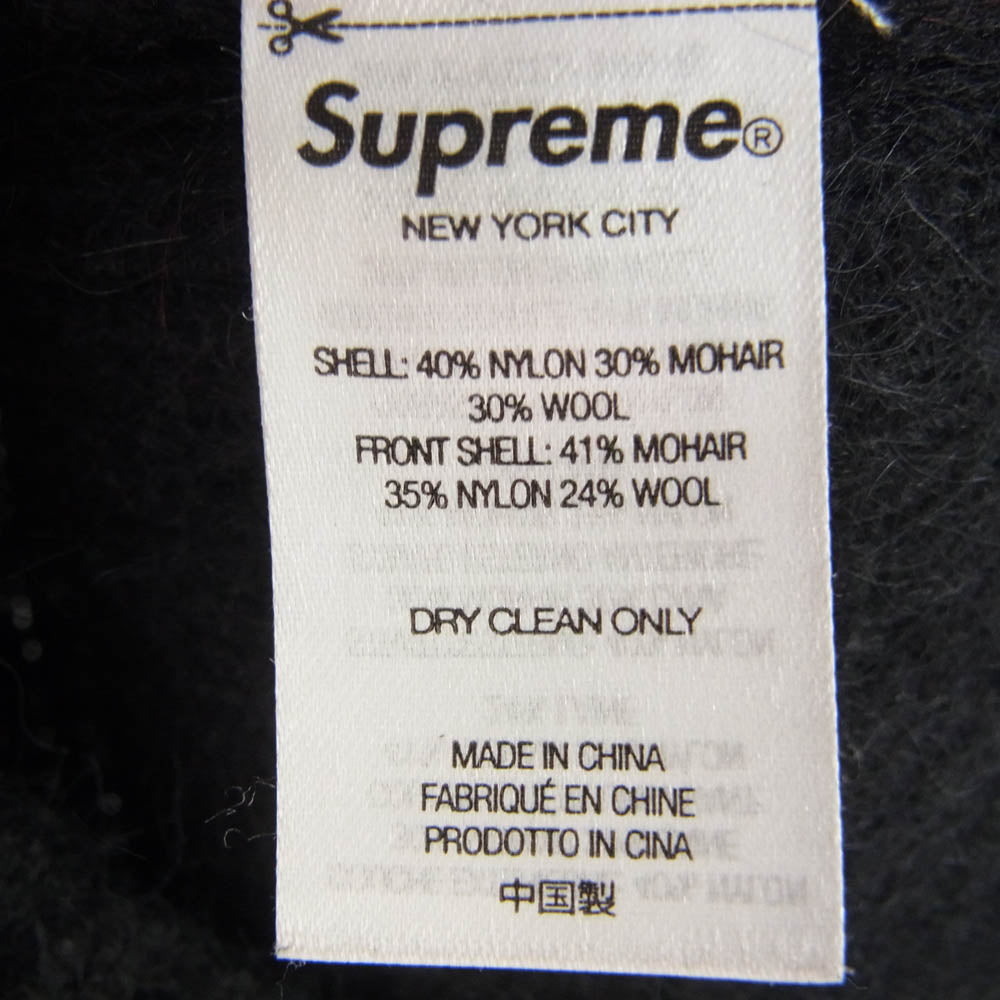 Supreme®
NEW YORK CITY
SHELL: 40% NYLON 30% MOHAIR
30% WOOL
FRONT SHELL: 41% MOHAIR
35% NYLON 24% WOOL
DRY CLEAN ONLY
MADE IN CHINA
FABRIQUÉ EN CHINE
PRODOTTO IN CINA
中国製